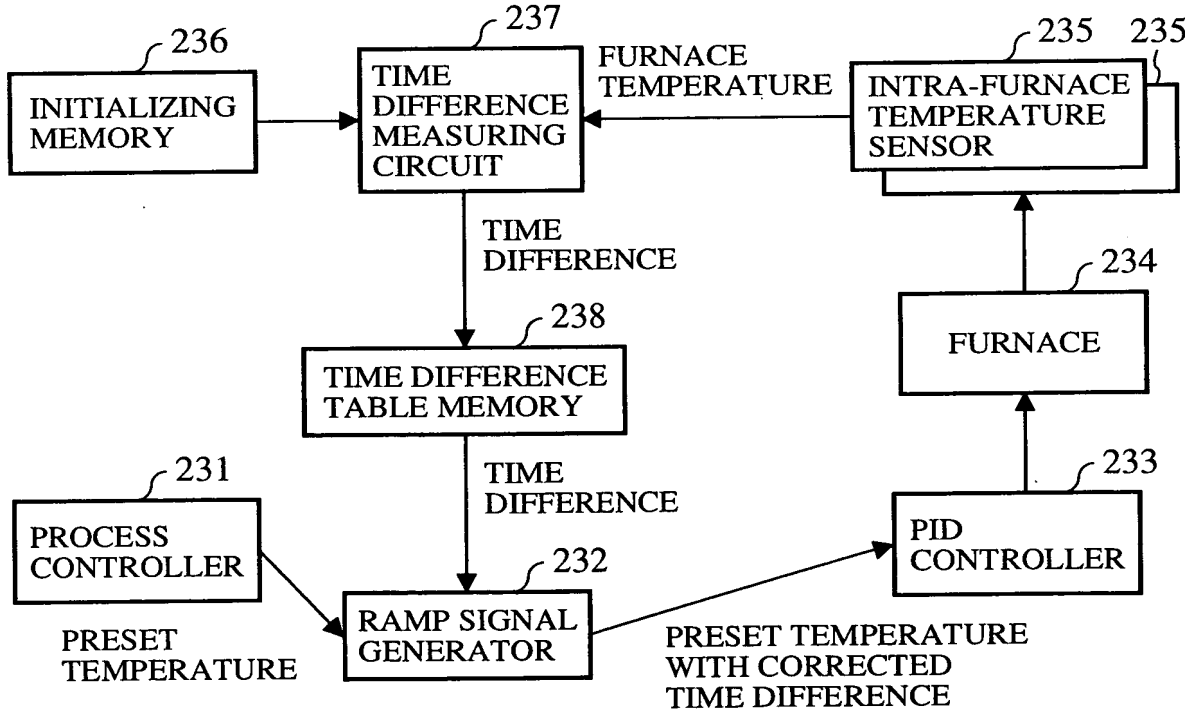 236
INITIALIZING
MEMORY
237
TIME
DIFFERENCE
MEASURING
CIRCUIT
FURNACE
TEMPERATURE
235
235
INTRA-FURNACE
TEMPERATURE
SENSOR
TIME
DIFFERENCE
234
FURNACE
238
TIME DIFFERENCE
TABLE MEMORY
TIME
DIFFERENCE
231
PROCESS
CONTROLLER
PRESET
TEMPERATURE
232
RAMP SIGNAL
GENERATOR
PRESET TEMPERATURE
WITH CORRECTED
TIME DIFFERENCE
233
PID
CONTROLLER